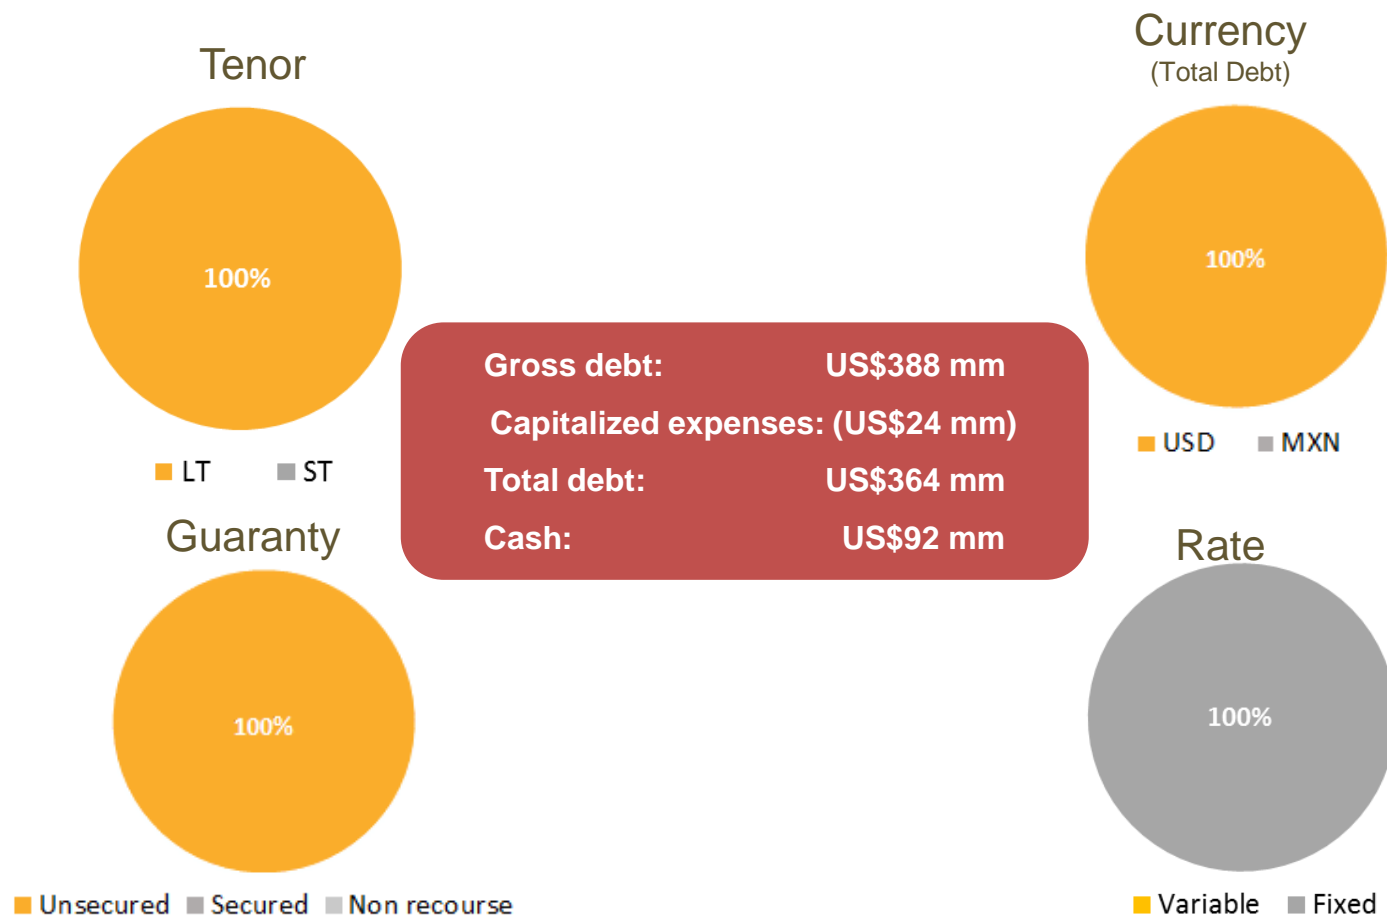 Tenor
100%
LT ST
Currency
(Total Debt)
100%
USD MXN
Gross debt: US$388 mm
Capitalized expenses: (US$24 mm)
Total debt: US$364 mm
Cash: US$92 mm
Guaranty
100%
Unsecured Secured Non recourse
Rate
100%
Variable Fixed